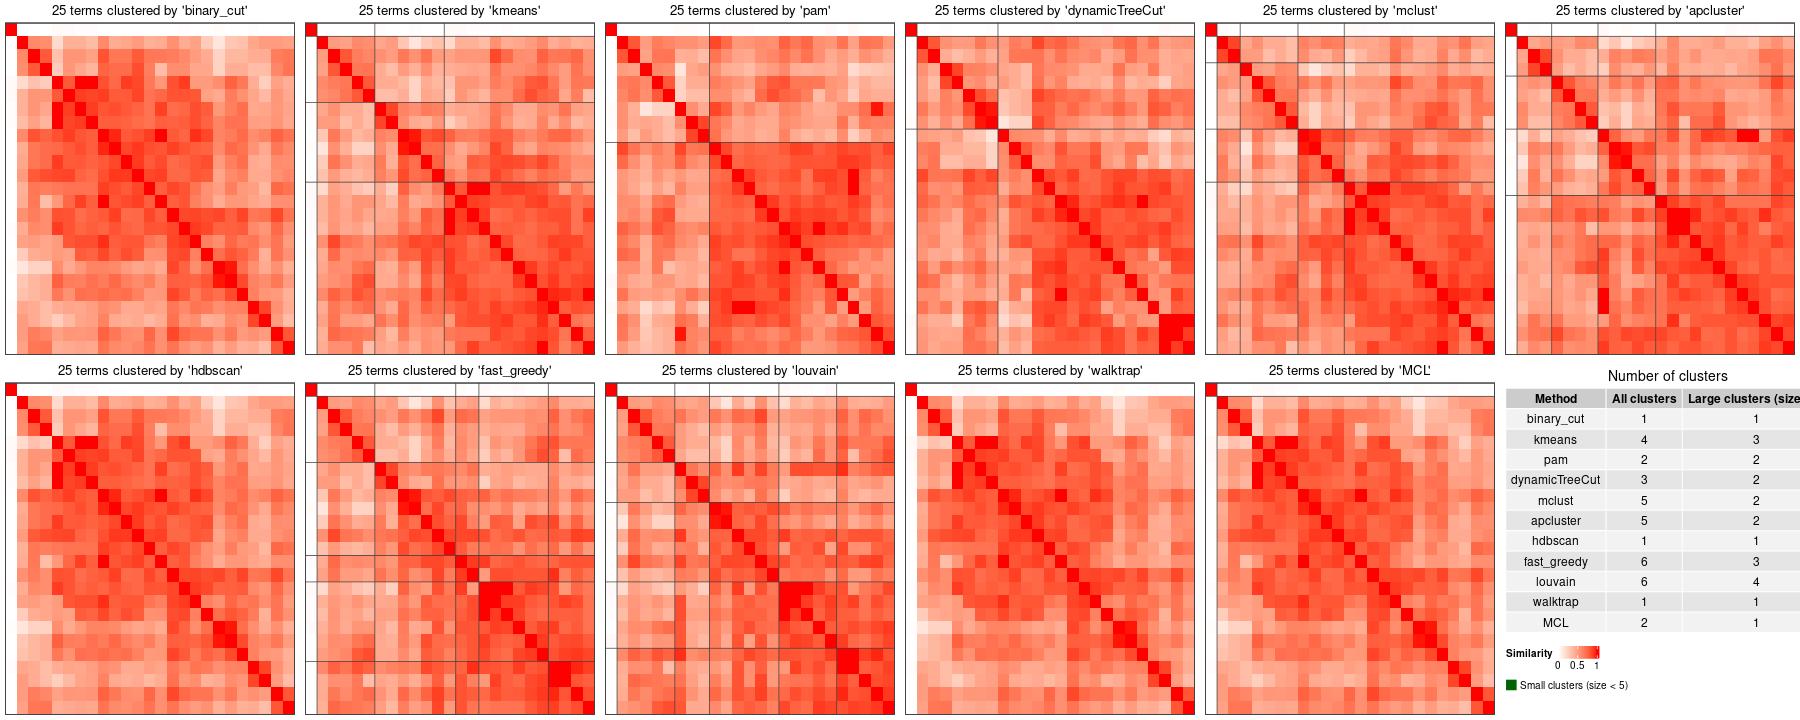 25 terms clustered by 'binary_cut'
25 terms clustered by 'kmeans'
25 terms clustered by 'pam'
25 terms clustered by 'dynamicTreeCut'
25 terms clustered by 'mclust'
25 terms clustered by 'apcluster'
25 terms clustered by 'hdbscan'
25 terms clustered by 'fast_greedy'
25 terms clustered by 'louvain'
25 terms clustered by 'walktrap'
25 terms clustered by 'MCL'
Number of clusters
Method All clusters Large clusters (size
binary_cut 1 1
kmeans 4 3
pam 2 2
dynamicTreeCut 3 2
mclust 5 2
apcluster 5 2
hdbscan 1 1
fast_greedy 6 3
louvain 6 4
walktrap 1 1
MCL 2 1
Similarity
0 0.5 1
Small clusters (size < 5)